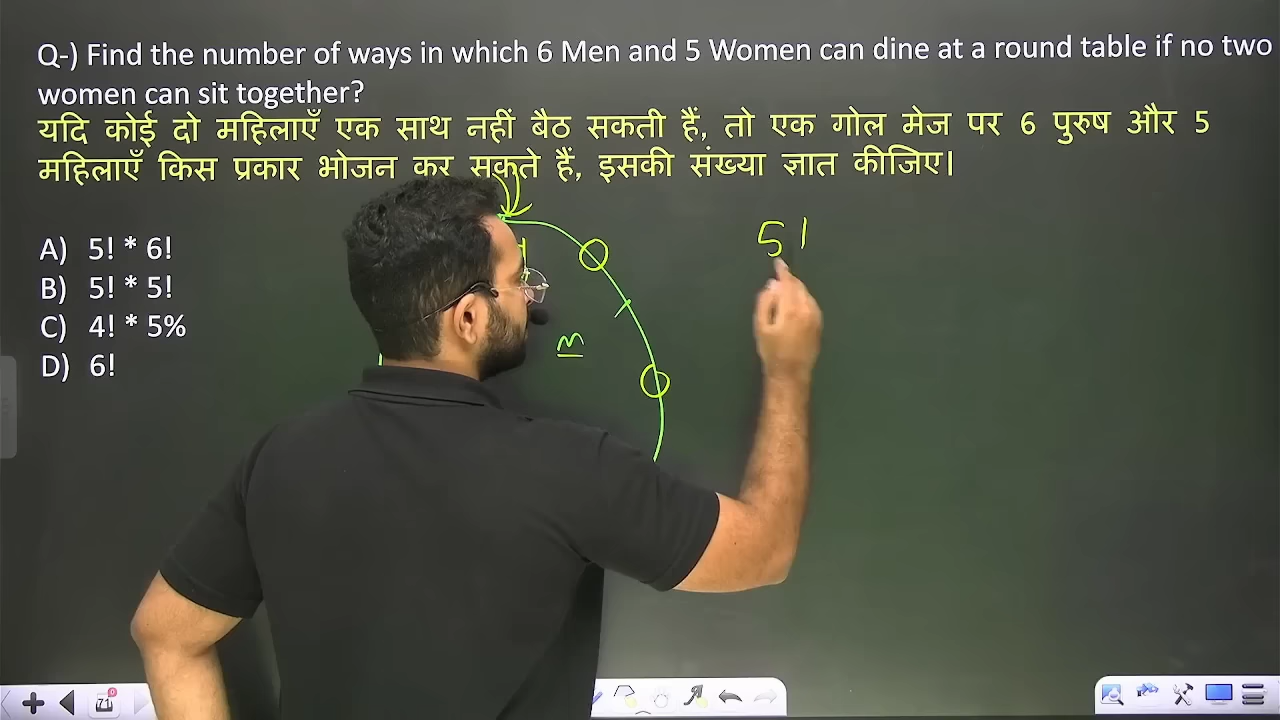 Q-) Find the number of ways in which 6 Men and 5 Women can dine at a round table if no two
women can sit together?
यदि कोई दो महिलाएँ एक साथ नहीं बैठ सकती हैं, तो एक गोल मेज पर 6 पुरुष और 5
महिलाएँ किस प्रकार भोजन कर सकते हैं, इसकी संख्या ज्ञात कीजिए।
5!
A) 5! * 6!
B) 5! * 5!
m
C) 4! * 5%
D) 6!
71